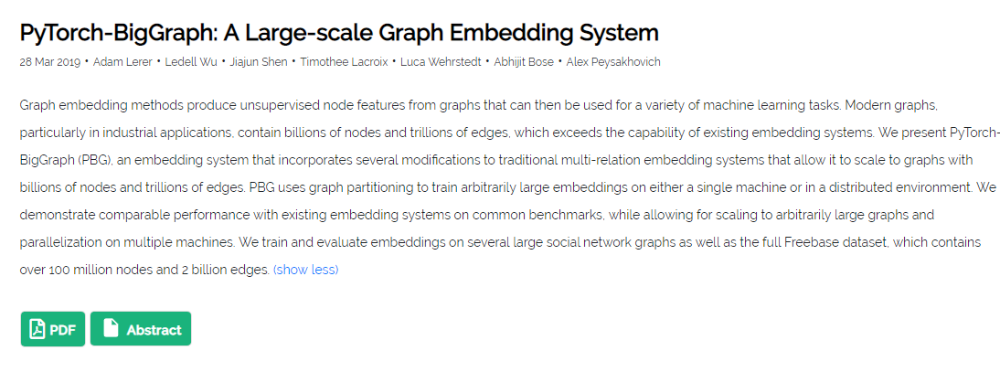 PyTorch-BigGraph: A Large-scale Graph Embedding System
28 Mar 2019 • Adam Lerer • Ledell Wu • Jiajun Shen • Timothee Lacroix • Luca Wehrstedt • Abhijit Bose • Alex Peysakhovich
Graph embedding methods produce unsupervised node features from graphs that can then be used for a variety of machine learning tasks. Modern graphs,
particularly in industrial applications, contain billions of nodes and trillions of edges, which exceeds the capability of existing embedding systems. We present PyTorch-
BigGraph (PBG), an embedding system that incorporates several modifications to traditional multi-relation embedding systems that allow it to scale to graphs with
billions of nodes and trillions of edges. PBG uses graph partitioning to train arbitrarily large embeddings on either a single machine or in a distributed environment. We
demonstrate comparable performance with existing embedding systems on common benchmarks, while allowing for scaling to arbitrarily large graphs and
parallelization on multiple machines. We train and evaluate embeddings on several large social network graphs as well as the full Freebase dataset, which contains
over 100 million nodes and 2 billion edges. (show less)
PDF Abstract